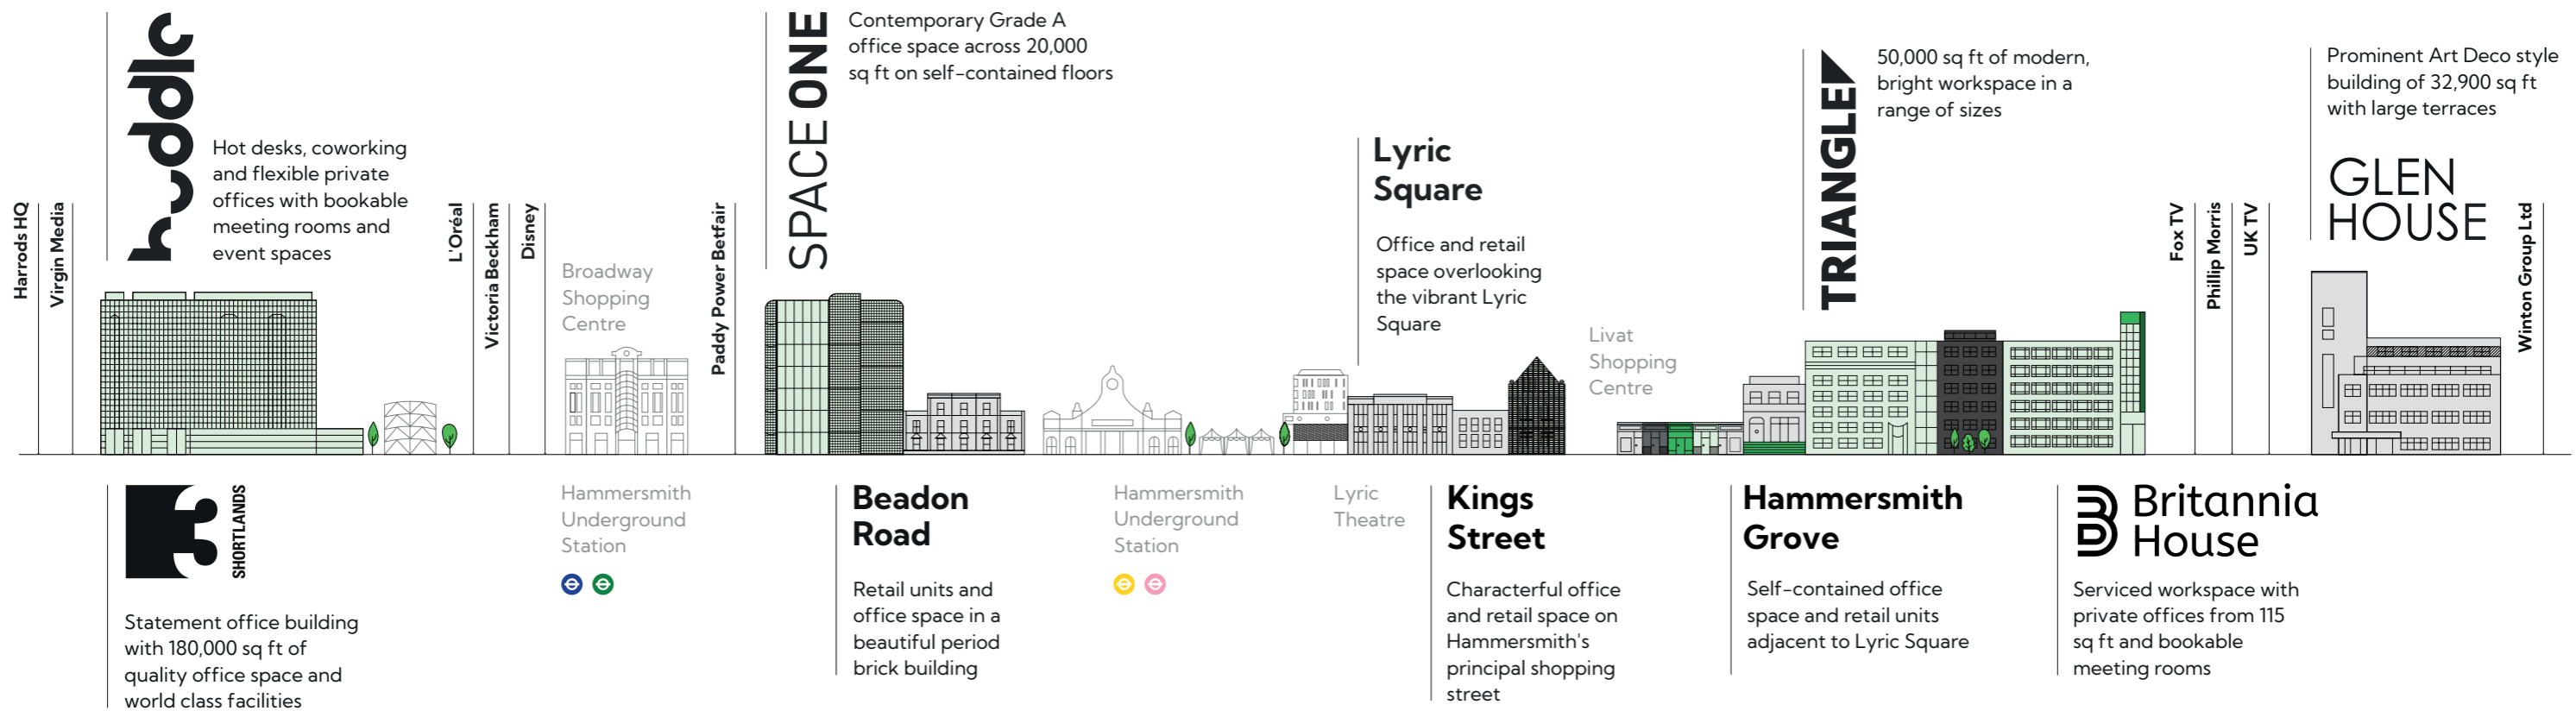 Harrods HQ
Virgin Media
huddle
Hot desks, coworking
and flexible private
offices with bookable
meeting rooms and
event spaces
L'Oréal
Victoria Beckham
Disney
Broadway
Shopping
Centre
Paddy Power Betfair
SPACE ONE
Contemporary Grade A
office space across 20,000
sq ft on self-contained floors
Lyric
Square
Office and retail
space overlooking
the vibrant Lyric
Square
Livat
Shopping
Centre
TRIANGLE
50,000 sq ft of modern,
bright workspace in a
range of sizes
Fox TV
Phillip Morris
UK TV
Prominent Art Deco style
building of 32,900 sq ft
with large terraces
GLEN
HOUSE
Winton Group Ltd
3
SHORTLANDS
Statement office building
with 180,000 sq ft of
quality office space and
world class facilities
Hammersmith
Underground
Station
Beadon
Road
Retail units and
office space in a
beautiful period
brick building
Hammersmith
Underground
Station
Lyric
Theatre
Kings
Street
Characterful office
and retail space on
Hammersmith's
principal shopping
street
Hammersmith
Grove
Self-contained office
space and retail units
adjacent to Lyric Square
B Britannia
House
Serviced workspace with
private offices from 115
sq ft and bookable
meeting rooms